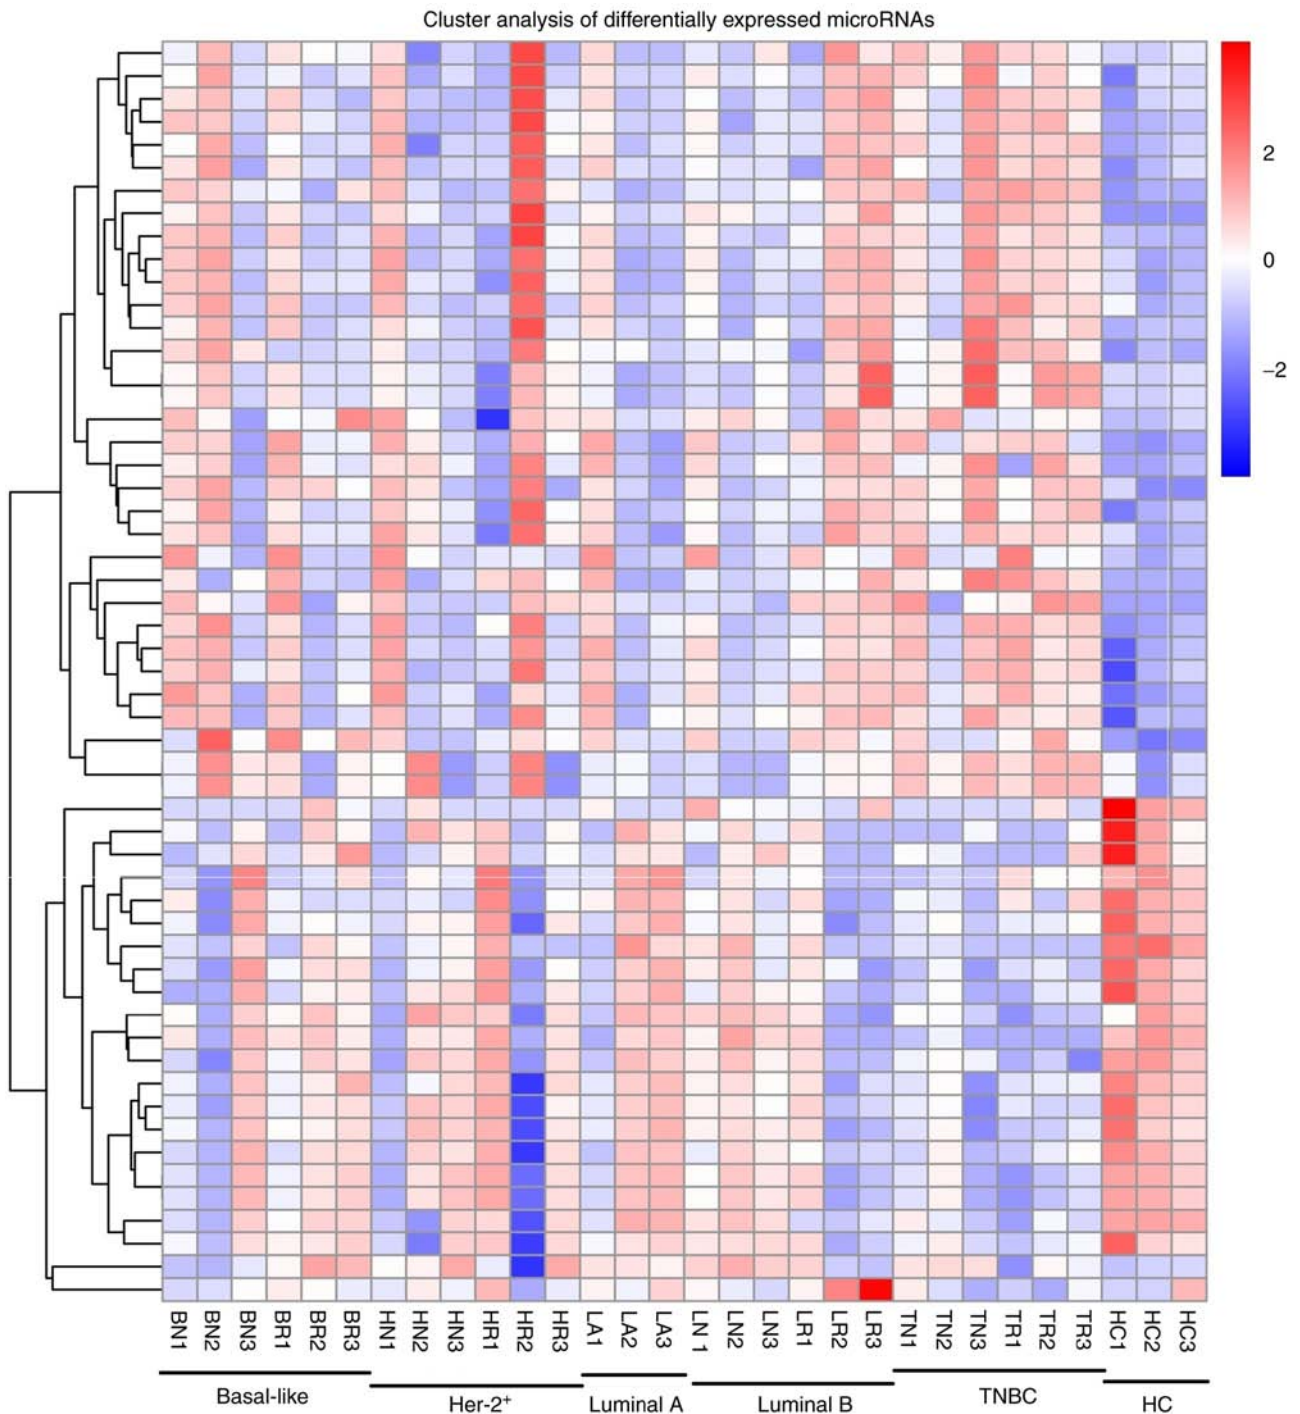 Cluster analysis of differentially expressed microRNAs
2
0
−2
BN1 BN2 BN3 BR1 BR2 BR3 HN1 HN2 HN3 HR1 HR2 HR3 LA1 LA2 LA3 LN 1 LN2 LN3 LR1 LR2 LR3 TN1 TN2 TN3 TR1 TR2 TR3 HC1 HC2 HC3
Basal-like Her-2⁺ Luminal A Luminal B TNBC HC